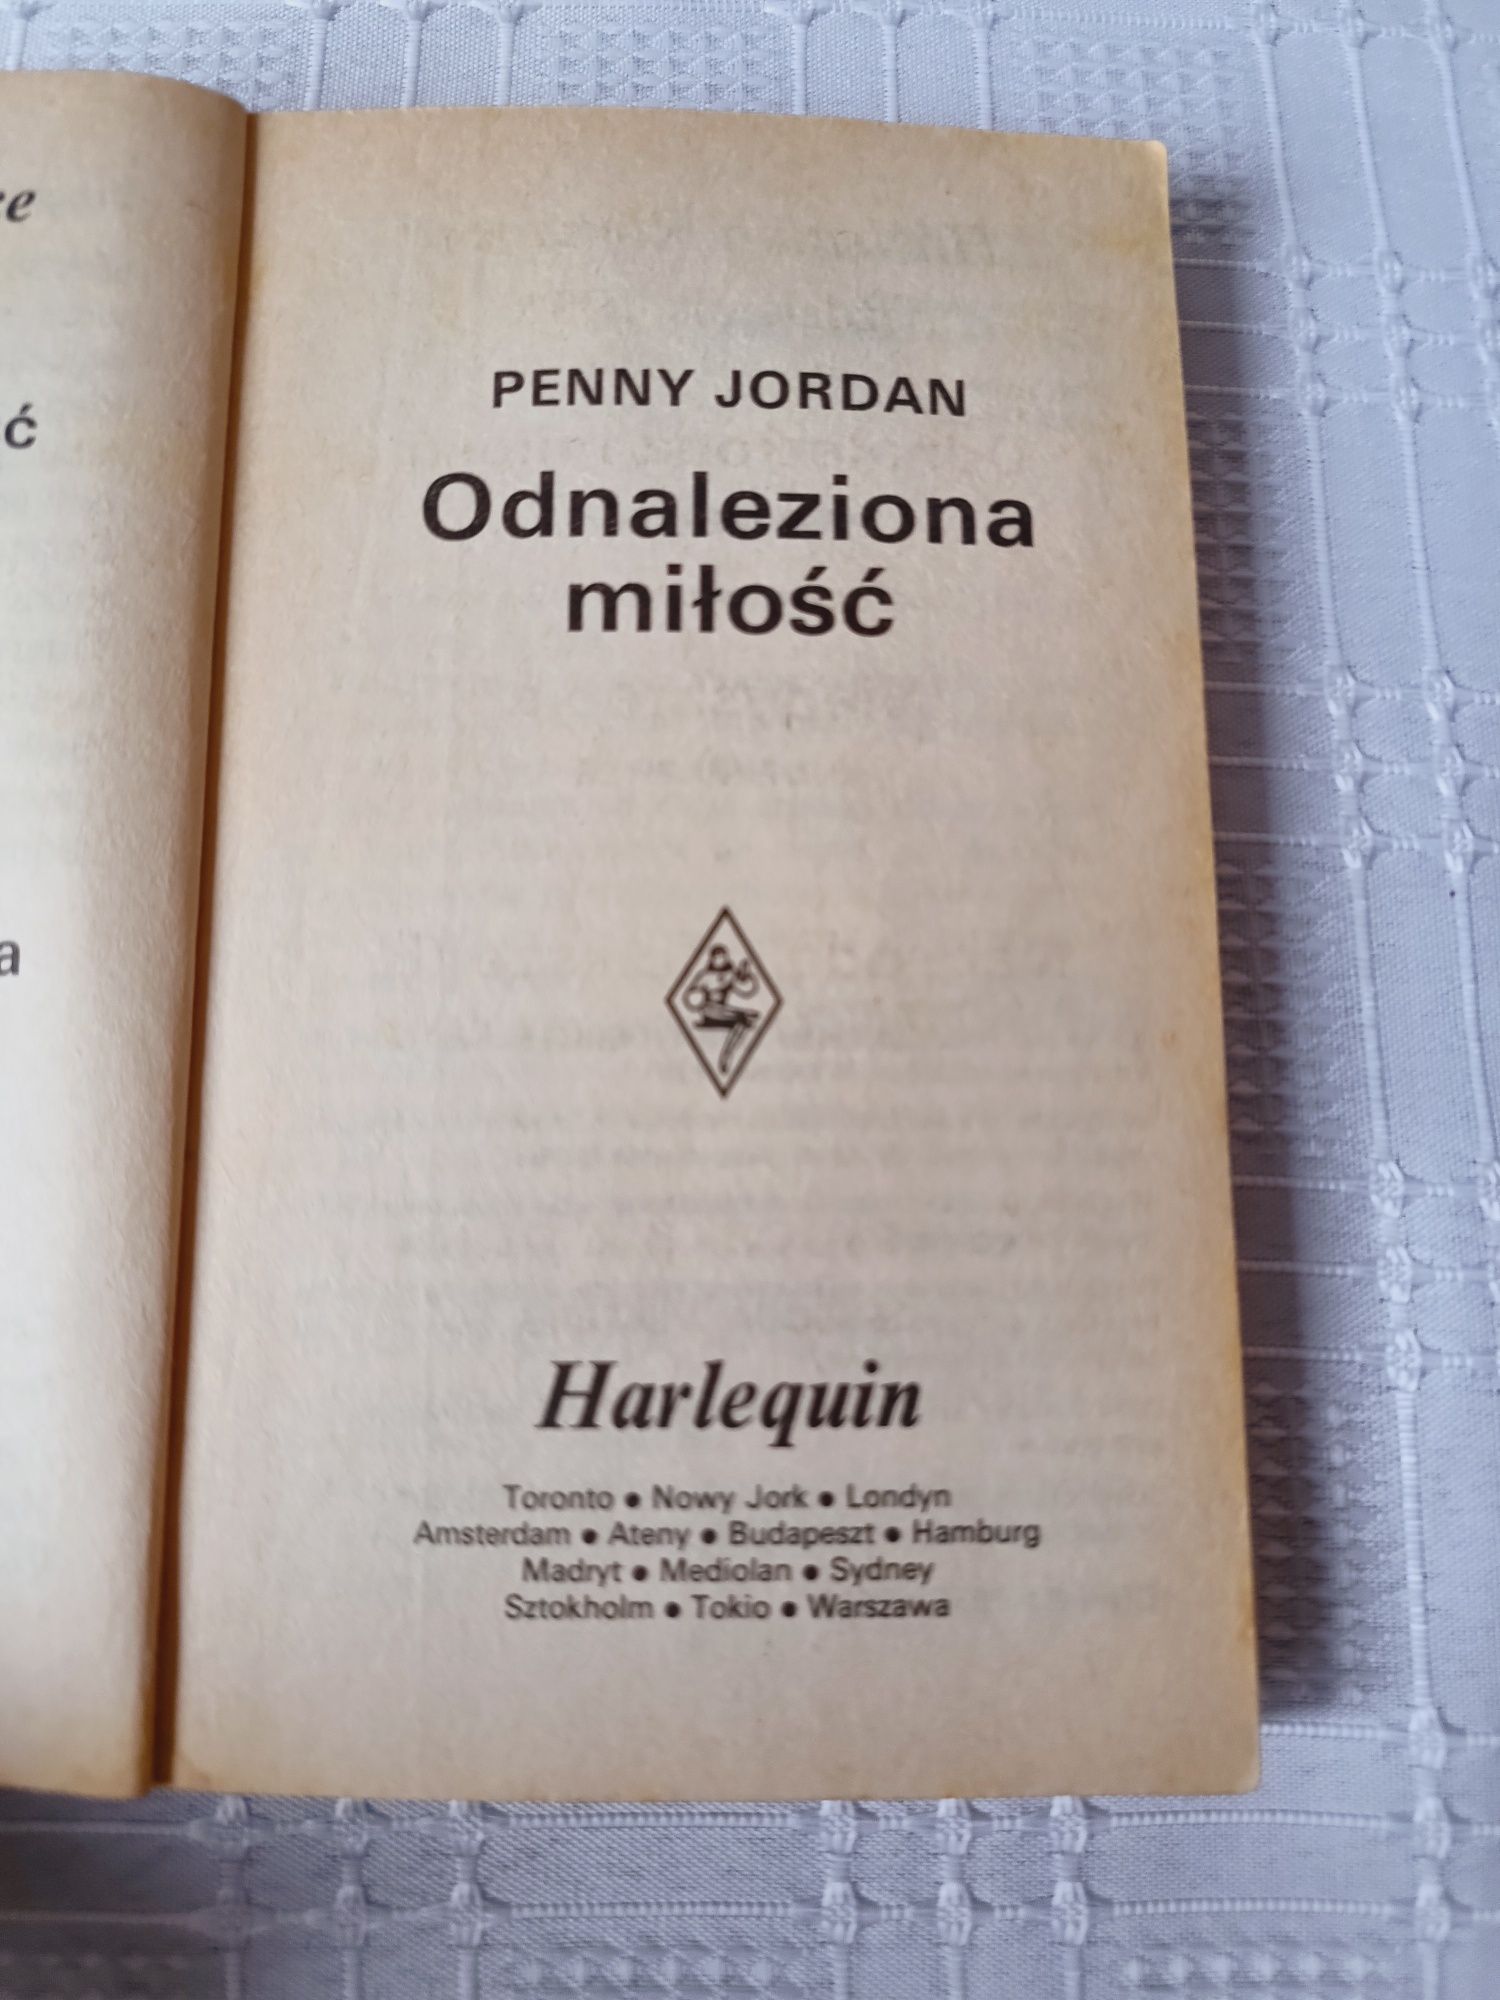 PENNY JORDAN
Odnaleziona
miłość
Harlequin
Toronto • Nowy Jork • Londyn
Amsterdam • Ateny • Budapeszt • Hamburg
Madryt • Mediolan • Sydney
Sztokholm • Tokio • Warszawa